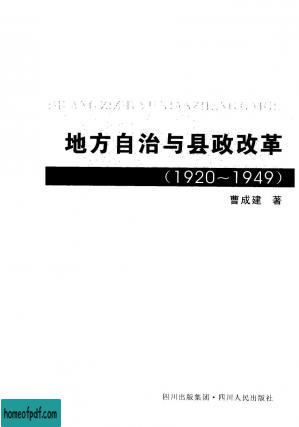 地方自治与县政改革
(1920～1949)
曹成建 著
四川出版集团·四川人民出版社
homeofpdf.com